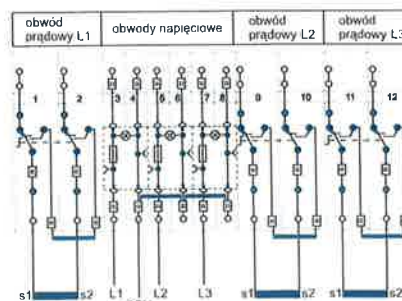 obwód
prądowy L1
obwody napięciowe
obwód
prądowy L2
obwód
prądowy L3
1 2 3 4 5 6 7 8 9 10 11 12
s1 s2 L1 L2 L3 s1 s2 s1 s2